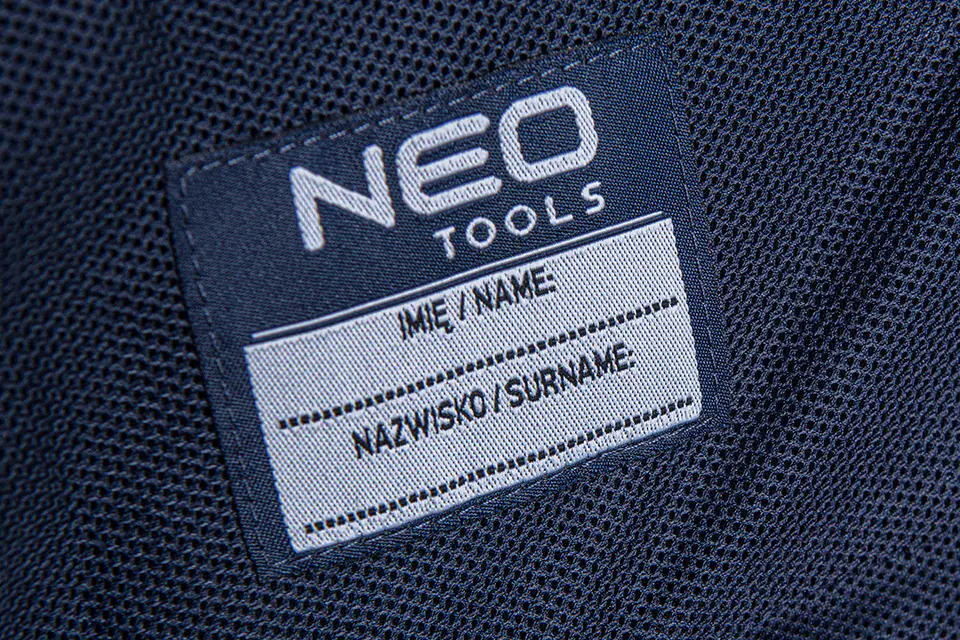 NEO
TOOLS
IMIĘ / NAME:
NAZWISKO / SURNAME: